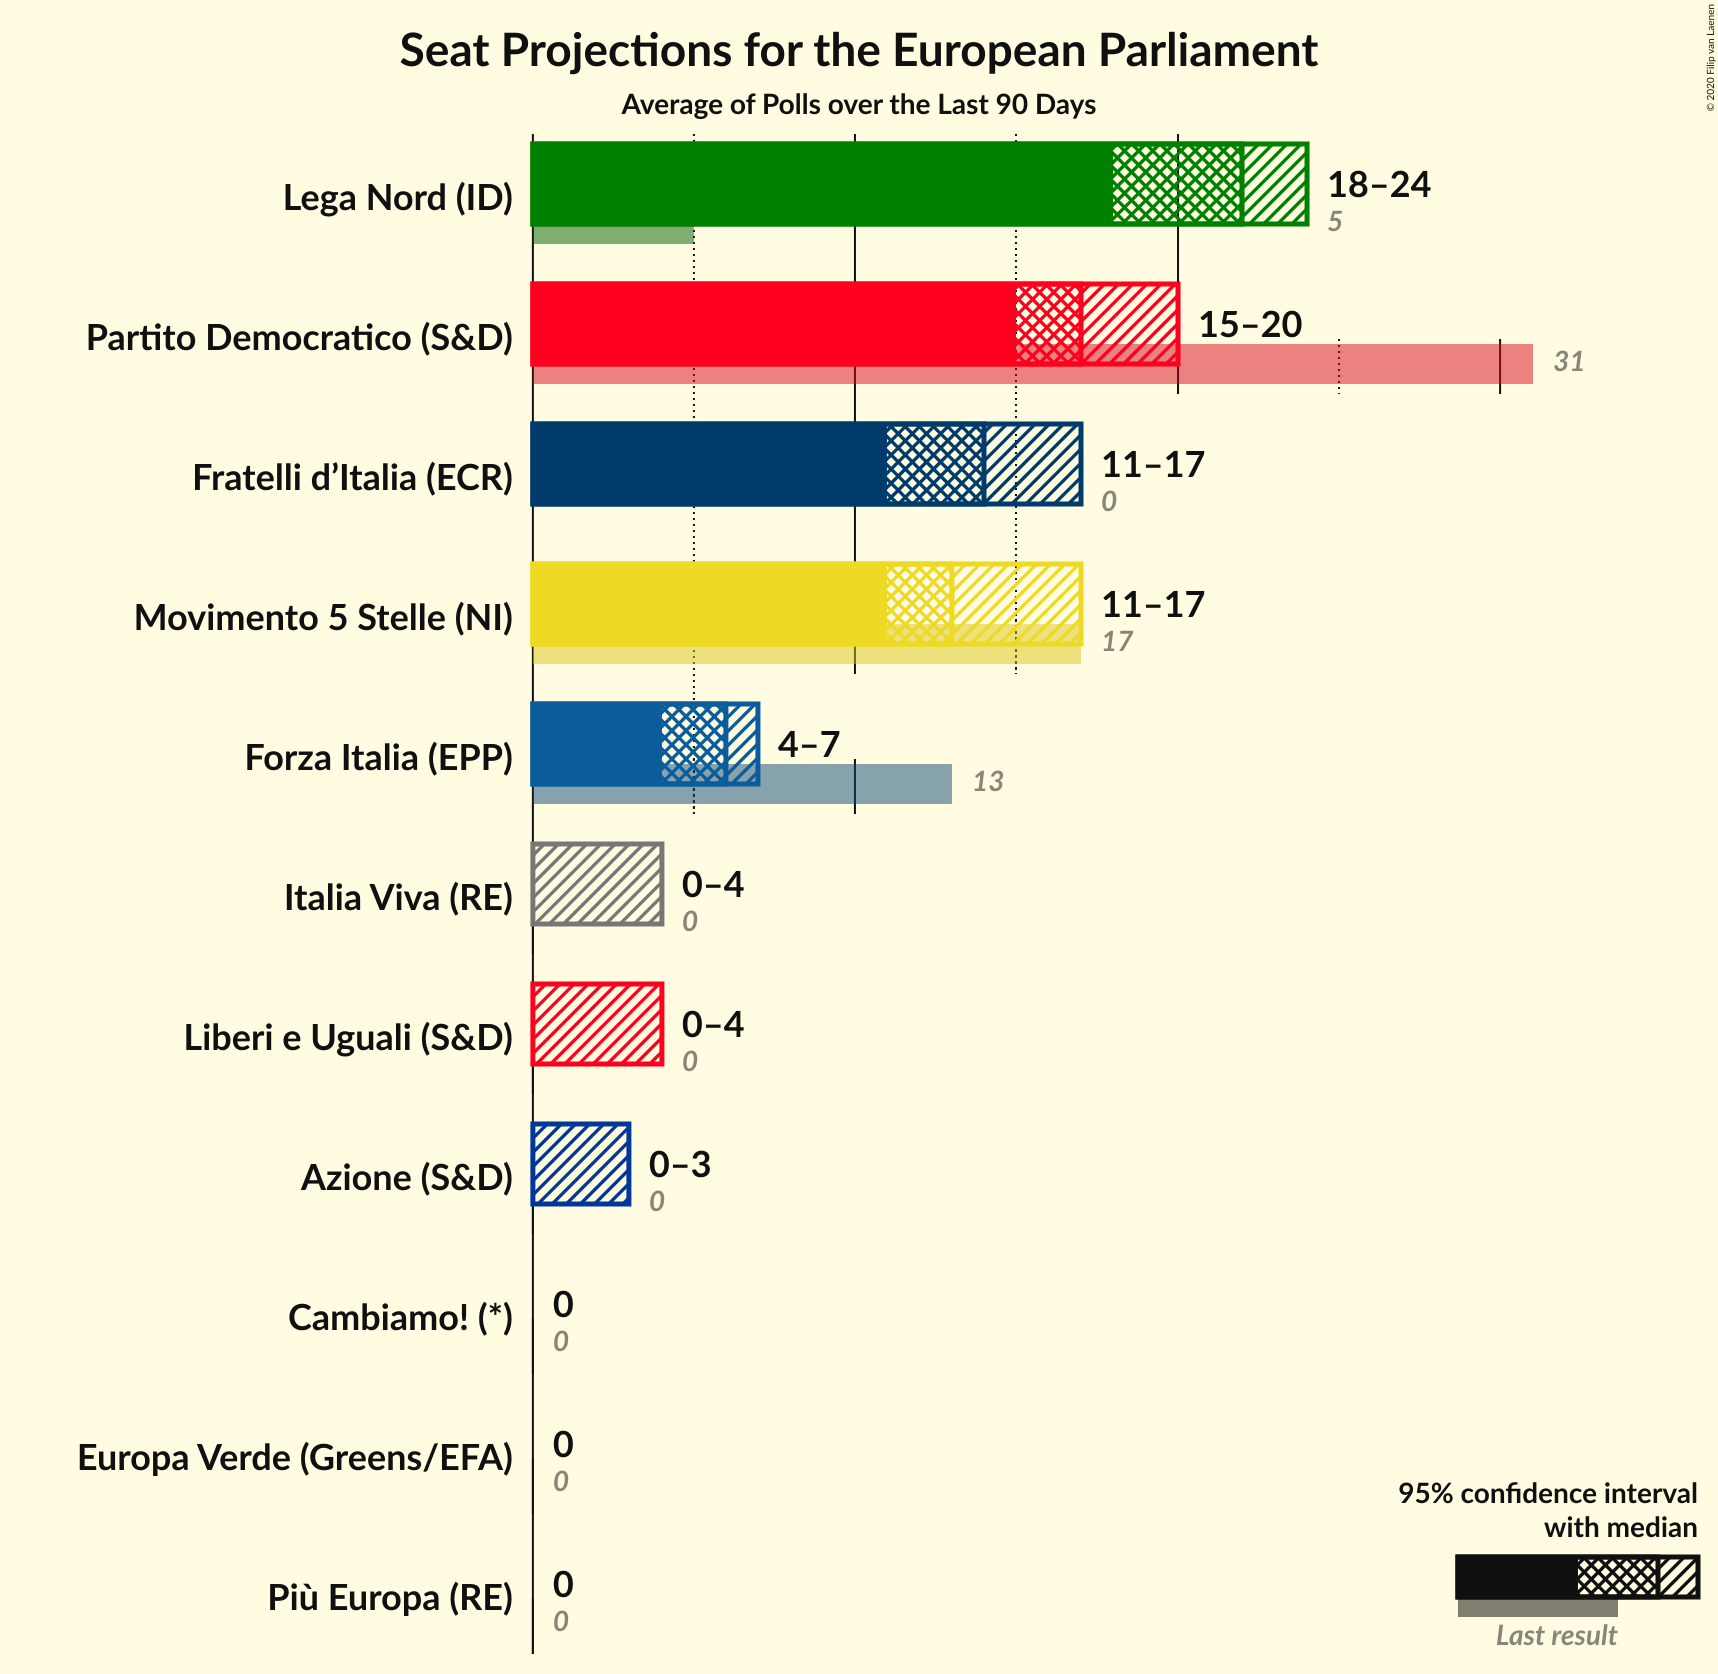 Seat Projections for the European Parliament
Average of Polls over the Last 90 Days
© 2020 Filip van Laenen
Lega Nord (ID)
18–24
5
Partito Democratico (S&D)
15–20
31
Fratelli d’Italia (ECR)
11–17
0
Movimento 5 Stelle (NI)
11–17
17
Forza Italia (EPP)
4–7
13
Italia Viva (RE)
0–4
0
Liberi e Uguali (S&D)
0–4
0
Azione (S&D)
0–3
0
Cambiamo! (*)
0
0
Europa Verde (Greens/EFA)
0
0
Più Europa (RE)
0
0
95% confidence interval
with median
Last result